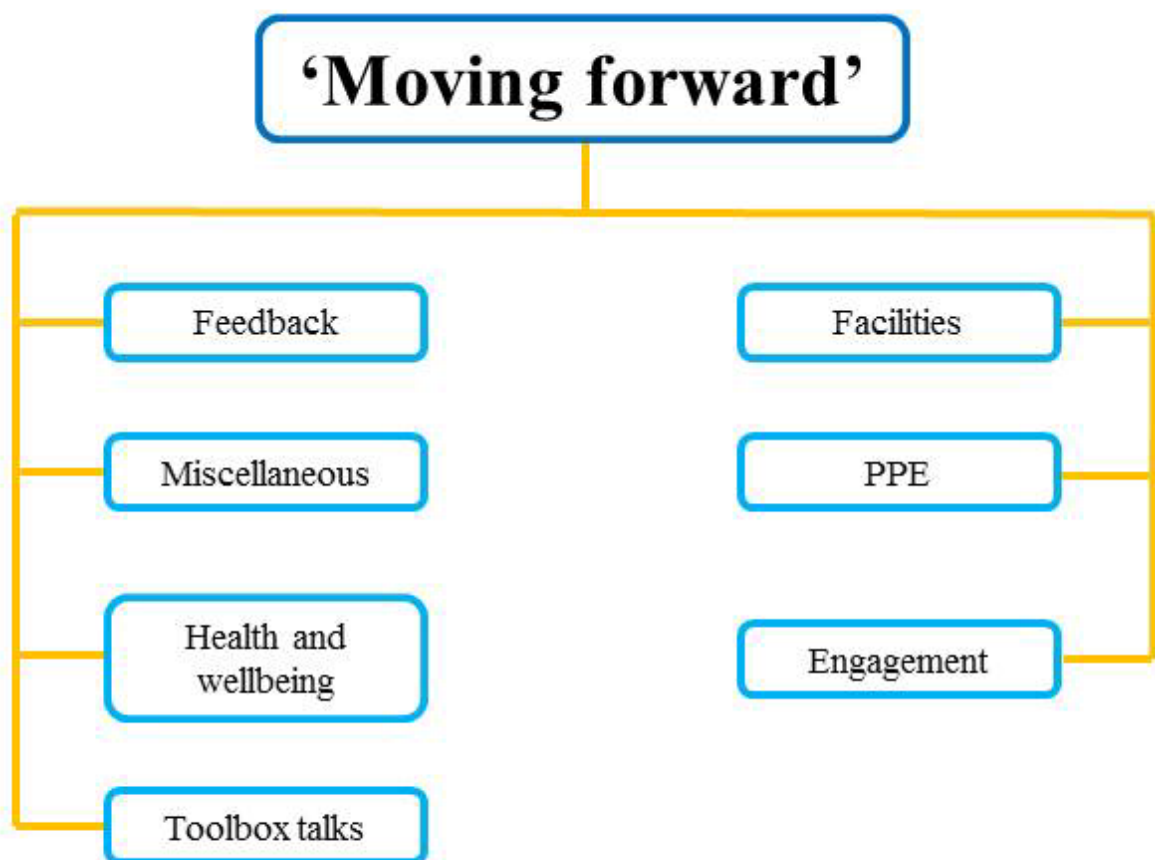 ‘Moving forward’
Feedback
Facilities
Miscellaneous
PPE
Health and
wellbeing
Engagement
Toolbox talks